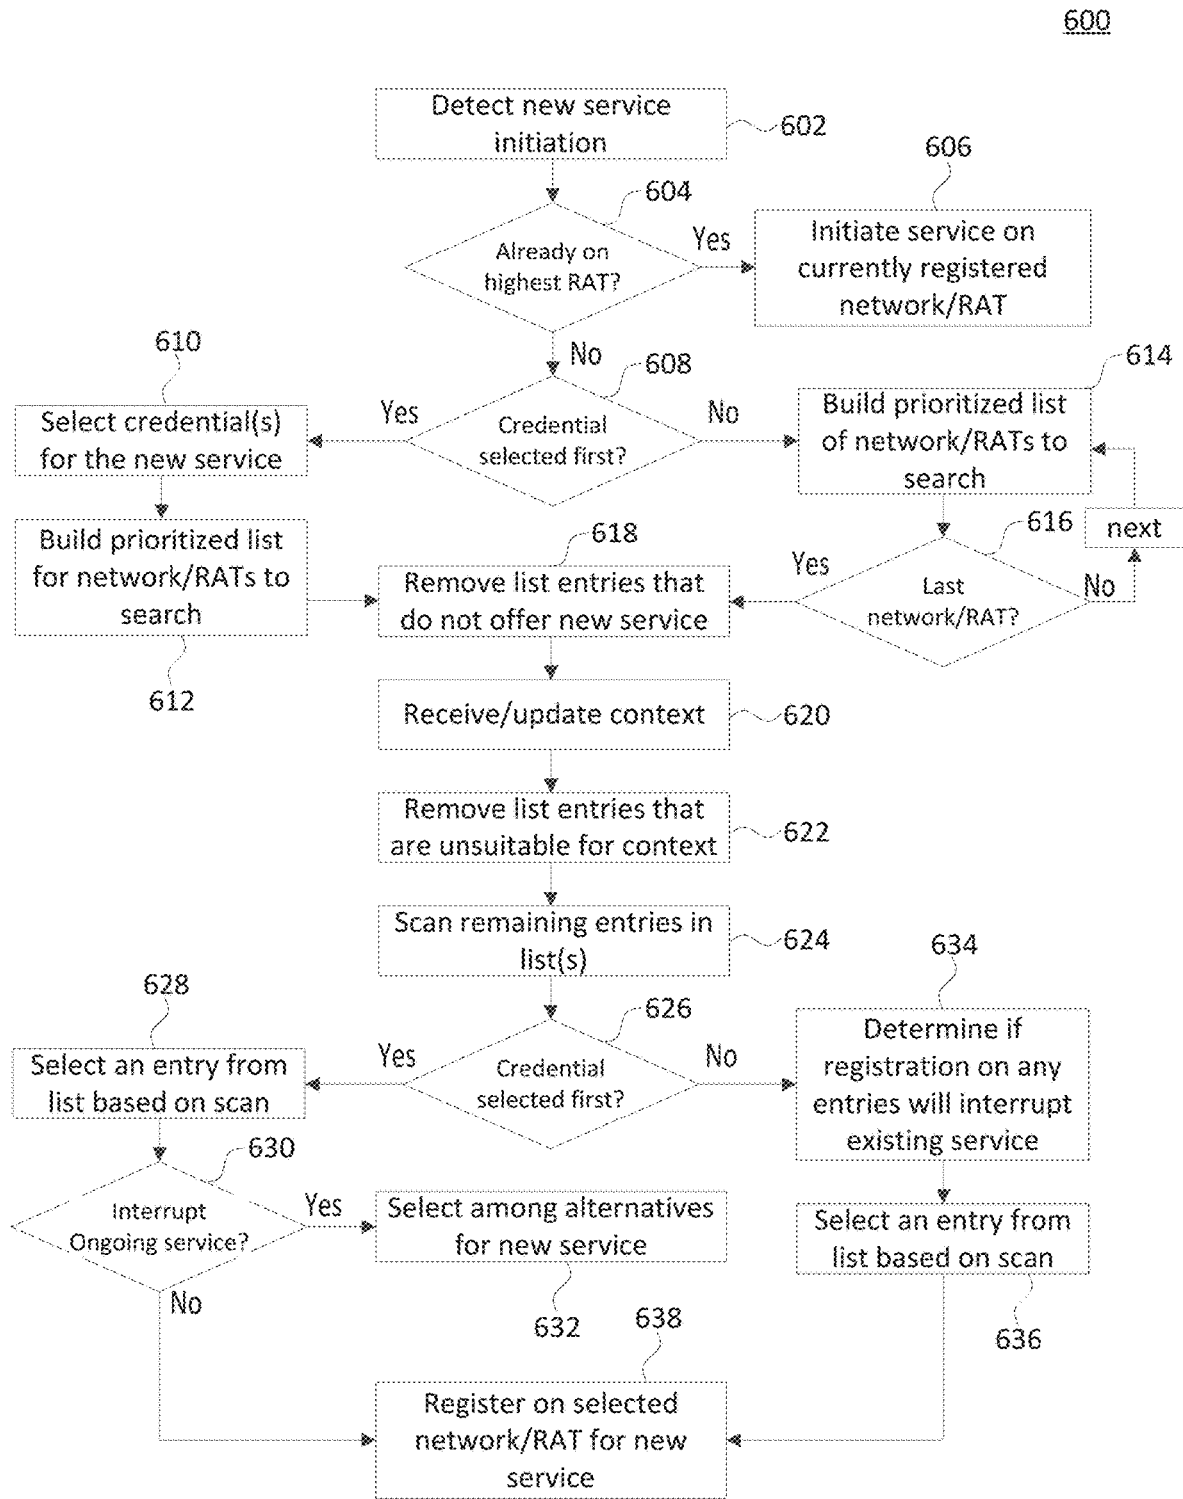 600
Detect new service
initiation
602
604
606
Already on
highest RAT?
Yes
Initiate service on
currently registered
network/RAT
No
608
610
614
Select credential(s)
for the new service
Yes
Credential
selected first?
No
Build prioritized list
of network/RATs to
search
616
next
Build prioritized list
for network/RATs to
search
612
618
Remove list entries that
do not offer new service
Yes
Last
network/RAT?
No
Receive/update context
620
Remove list entries that
are unsuitable for context
622
Scan remaining entries in
list(s)
624
634
628
626
Select an entry from
list based on scan
Yes
Credential
selected first?
No
Determine if
registration on any
entries will interrupt
existing service
630
Interrupt
Ongoing service?
Yes
Select among alternatives
for new service
Select an entry from
list based on scan
No
632
638
636
Register on selected
network/RAT for new
service